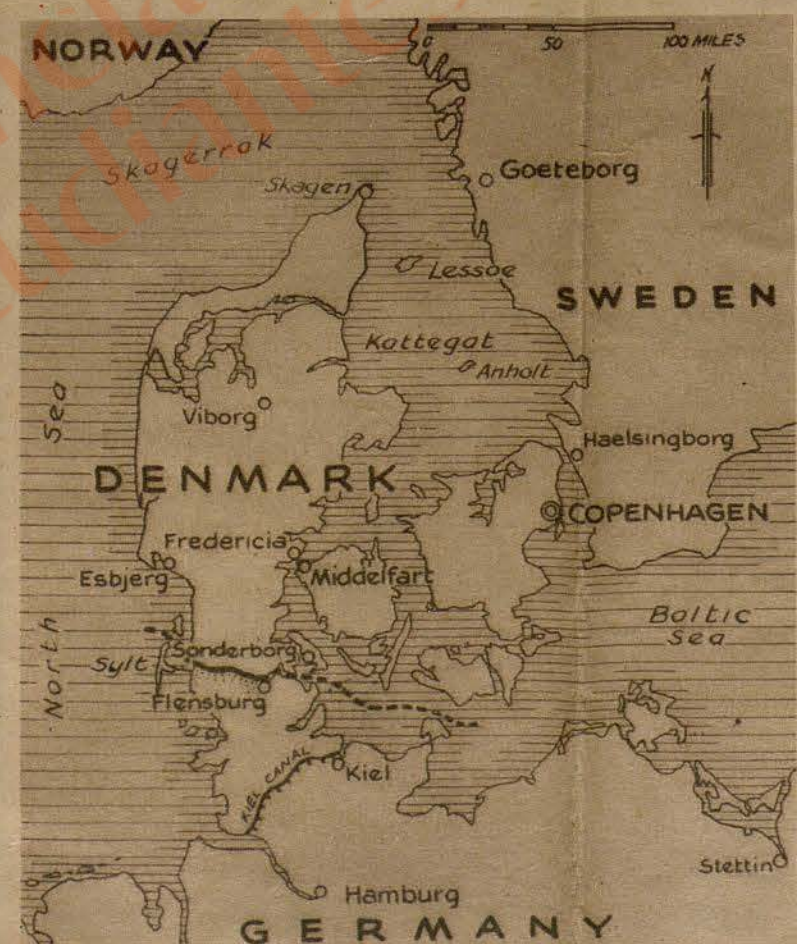 NORWAY
0 50 100 MILES
N
Skagerrak
Skagen
Goeteborg
Lessoe
SWEDEN
Kattegat
Anholt
Viborg
Haelsingborg
DENMARK
COPENHAGEN
Fredericia
Esbjerg
Middelfart
North Sea
Baltic
Sea
Sylt
Sonderborg
Flensburg
KIEL CANAL
Kiel
Stettin
Hamburg
GERMANY